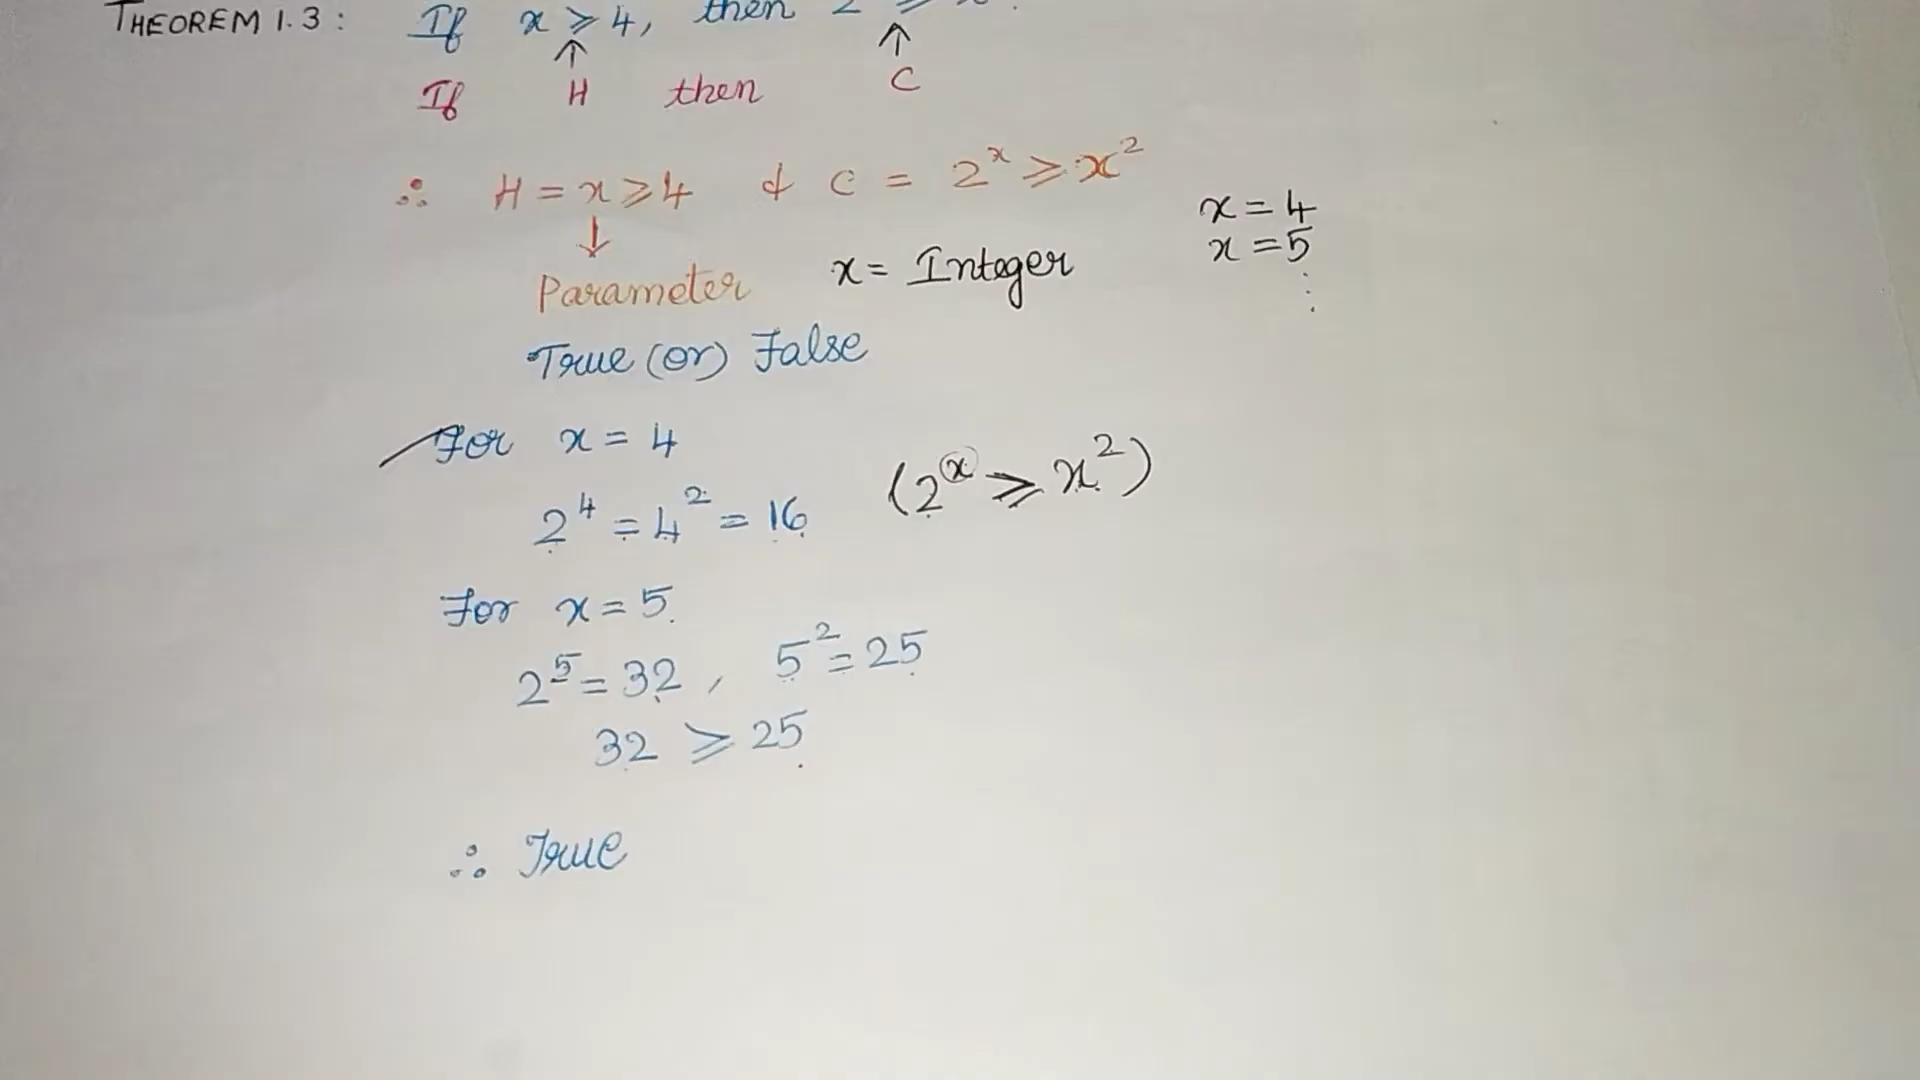 THEOREM 1.3 : If x ⩾ 4, then 2 ⩾ x
↑ ↑
If H then C
∴ H = x ⩾ 4 & C = 2^x ⩾ x^2
↓
Parameter x = Integer x = 4
x = 5
⋮
True (or) False
For x = 4
2^4 = 4^2 = 16 (2^x ⩾ x^2)
For x = 5.
2^5 = 32 , 5^2 = 25
32 ⩾ 25
∴ True